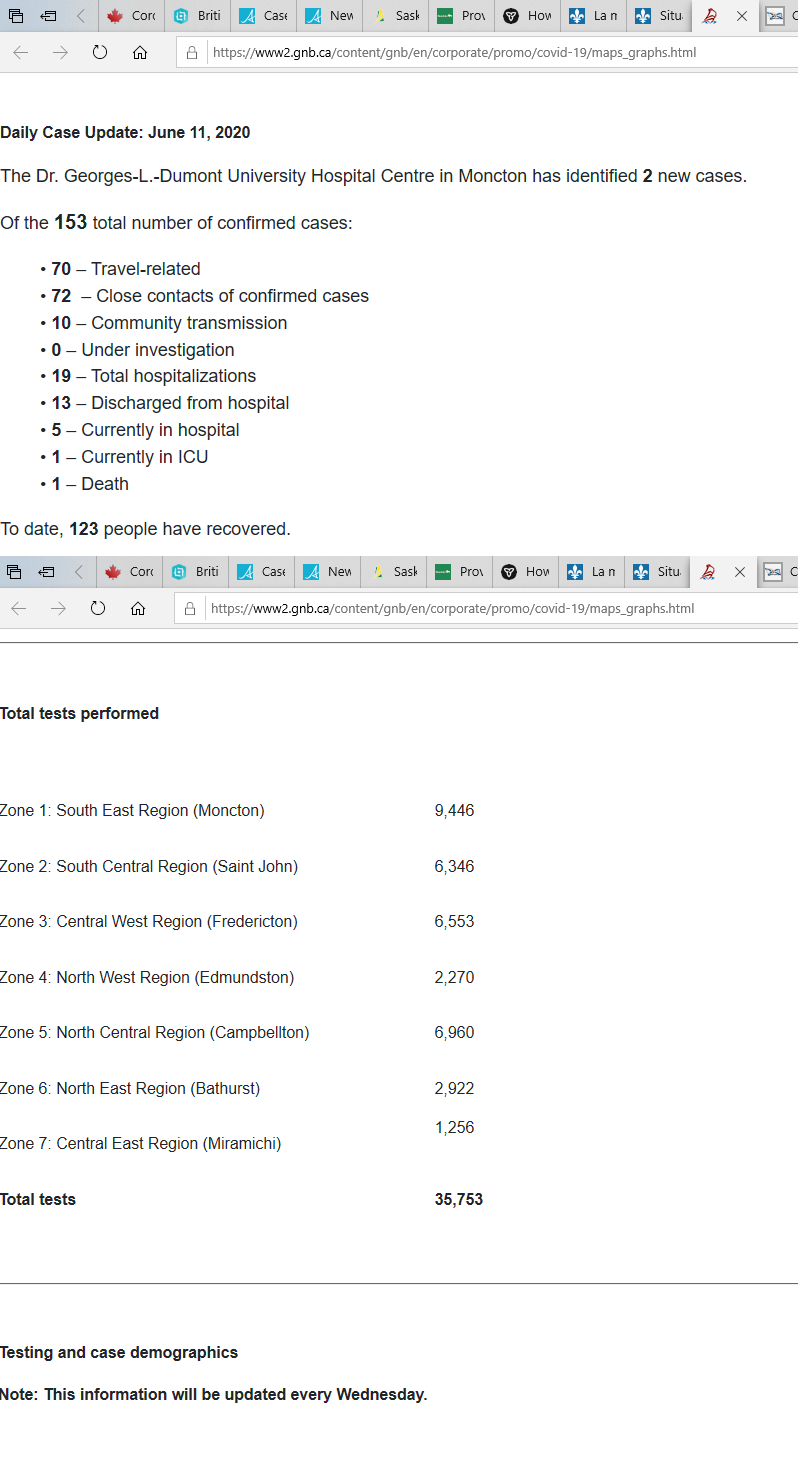 Corc
Briti
Case
New
Sask
Prov
How
La n
Situ
https://www2.gnb.ca/content/gnb/en/corporate/promo/covid-19/maps_graphs.html
Daily Case Update: June 11, 2020
The Dr. Georges-L.-Dumont University Hospital Centre in Moncton has identified 2 new cases.
Of the 153 total number of confirmed cases:
• 70 – Travel-related
• 72 – Close contacts of confirmed cases
• 10 – Community transmission
• 0 – Under investigation
• 19 – Total hospitalizations
• 13 – Discharged from hospital
• 5 – Currently in hospital
• 1 – Currently in ICU
• 1 – Death
To date, 123 people have recovered.
Corc
Briti
Case
New
Sask
Prov
How
La n
Situ
https://www2.gnb.ca/content/gnb/en/corporate/promo/covid-19/maps_graphs.html
Total tests performed
Zone 1: South East Region (Moncton) 9,446
Zone 2: South Central Region (Saint John) 6,346
Zone 3: Central West Region (Fredericton) 6,553
Zone 4: North West Region (Edmundston) 2,270
Zone 5: North Central Region (Campbellton) 6,960
Zone 6: North East Region (Bathurst) 2,922
Zone 7: Central East Region (Miramichi) 1,256
Total tests 35,753
Testing and case demographics
Note: This information will be updated every Wednesday.